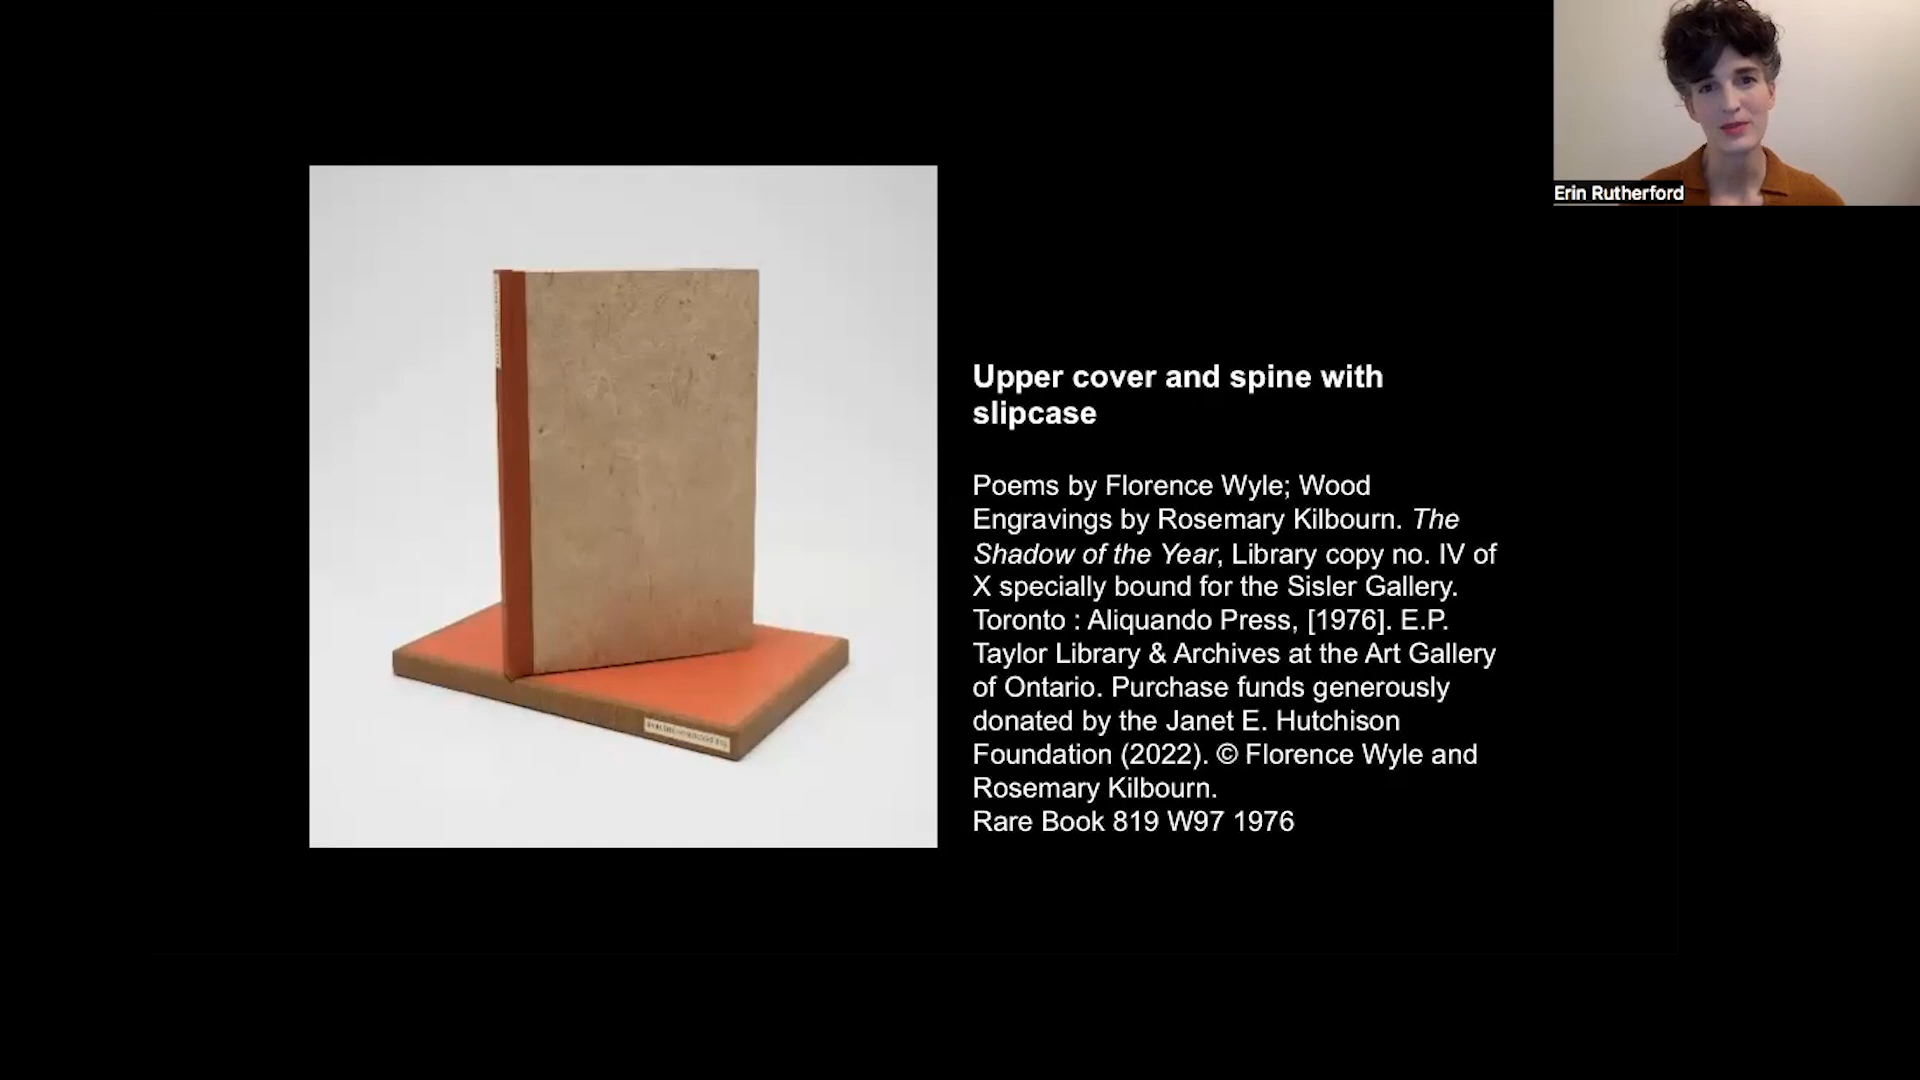 Erin Rutherford
Upper cover and spine with
slipcase
Poems by Florence Wyle; Wood
Engravings by Rosemary Kilbourn. The
Shadow of the Year, Library copy no. IV of
X specially bound for the Sisler Gallery.
Toronto : Aliquando Press, [1976]. E.P.
Taylor Library & Archives at the Art Gallery
of Ontario. Purchase funds generously
donated by the Janet E. Hutchison
Foundation (2022). © Florence Wyle and
Rosemary Kilbourn.
Rare Book 819 W97 1976